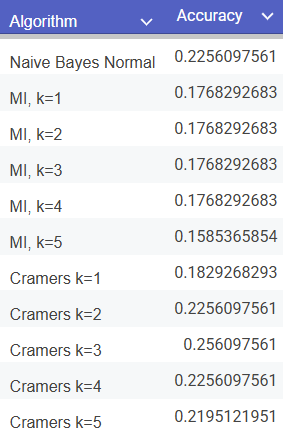 Algorithm Accuracy
Naive Bayes Normal 0.2256097561
MI, k=1 0.1768292683
MI, k=2 0.1768292683
MI, k=3 0.1768292683
MI, k=4 0.1768292683
MI, k=5 0.1585365854
Cramers k=1 0.1829268293
Cramers k=2 0.2256097561
Cramers k=3 0.256097561
Cramers k=4 0.2256097561
Cramers k=5 0.2195121951